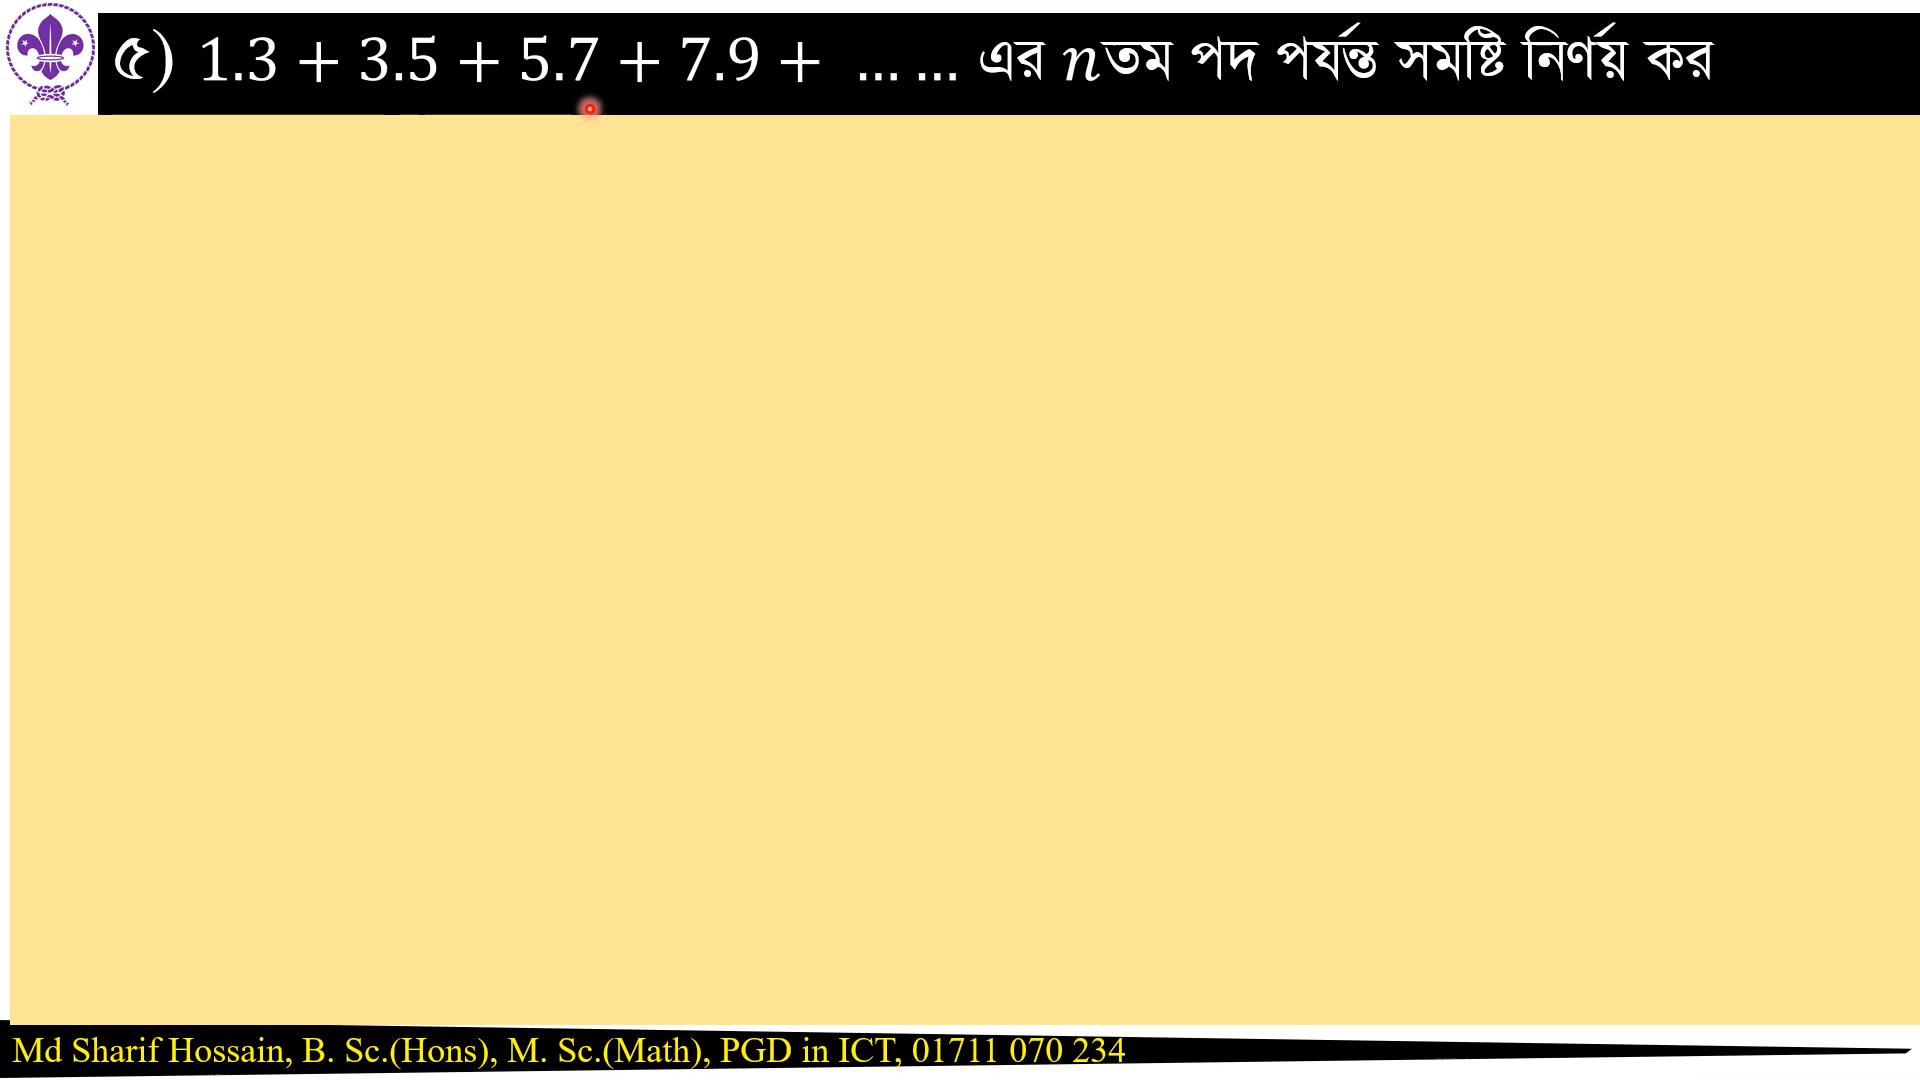 ৫) 1.3 + 3.5 + 5.7 + 7.9 + ... ... এর nতম পদ পর্যন্ত সমষ্টি নির্ণয় কর
Md Sharif Hossain, B. Sc.(Hons), M. Sc.(Math), PGD in ICT, 01711 070 234